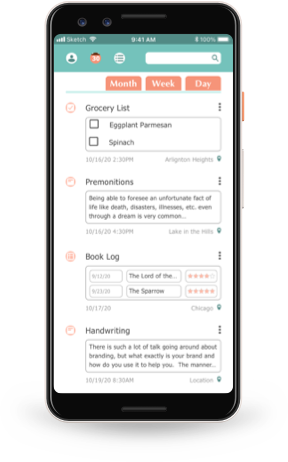 Sketch 9:41 AM 100%
30
Month Week Day
Grocery List
Eggplant Parmesan
Spinach
10/16/20 2:30PM Arlignton Heights
Premonitions
Being able to foresee an unfortunate fact of
life like death, disasters, illnesses, etc. even
through a dream is very common...
10/16/20 4:30PM Lake in the Hills
Book Log
9/12/20 The Lord of the...
9/23/20 The Sparrow
10/17/20 Chicago
Handwriting
There is such a lot of talk going around about
branding, but what exactly is your brand and
how do you use it to help you. The manner...
10/19/20 8:30AM Location